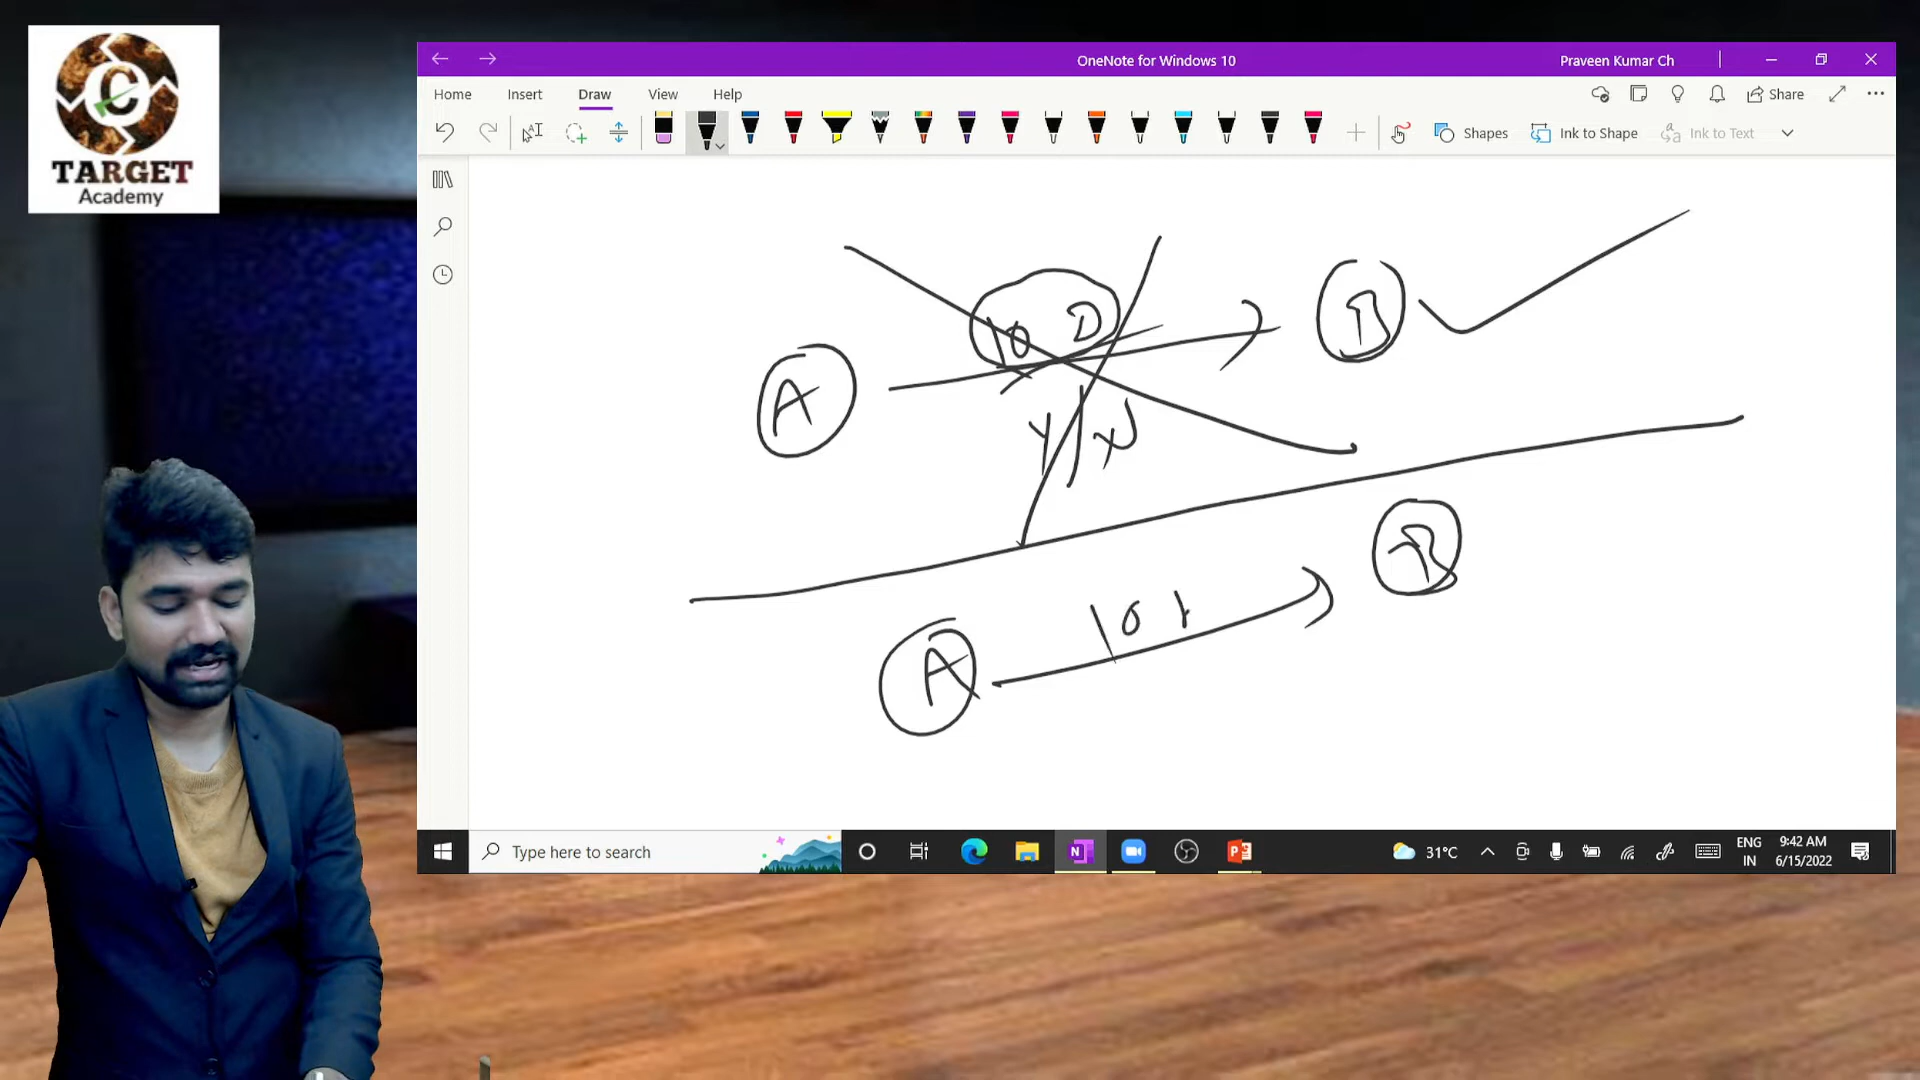 TARGET
Academy
OneNote for Windows 10
Praveen Kumar Ch
Home Insert Draw View Help
Share
Shapes Ink to Shape Ink to Text
10 D
B
A
Y/X
B
A
Type here to search
31°C
ENG
IN
9:42 AM
6/15/2022